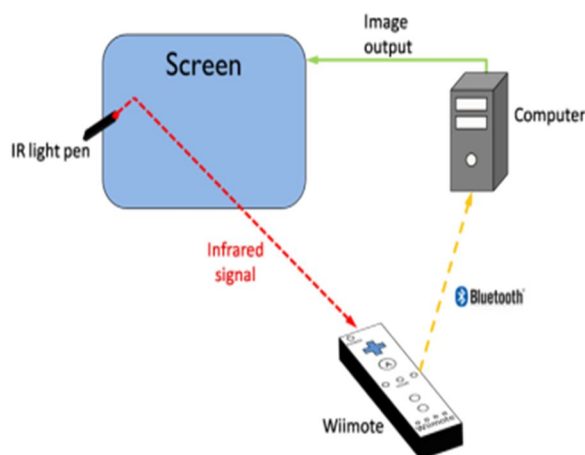 Image
output
Screen
Computer
IR light pen
Infrared
signal
Bluetooth
A
Wiimote
Wiimote